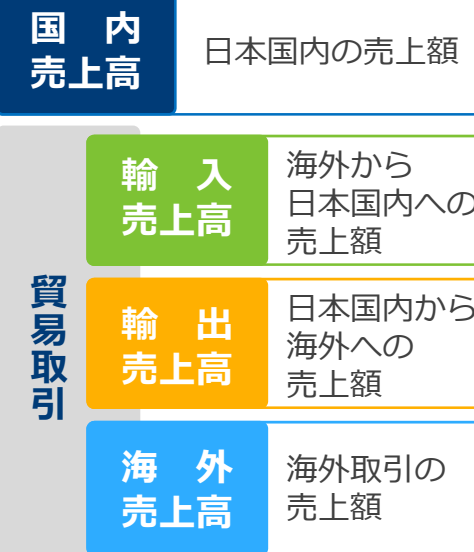 国　内
売上高
日本国内の売上額
貿易取引
輸　入
売上高
海外から
日本国内への
売上額
輸　出
売上高
日本国内から
海外への
売上額
海　外
売上高
海外取引の
売上額